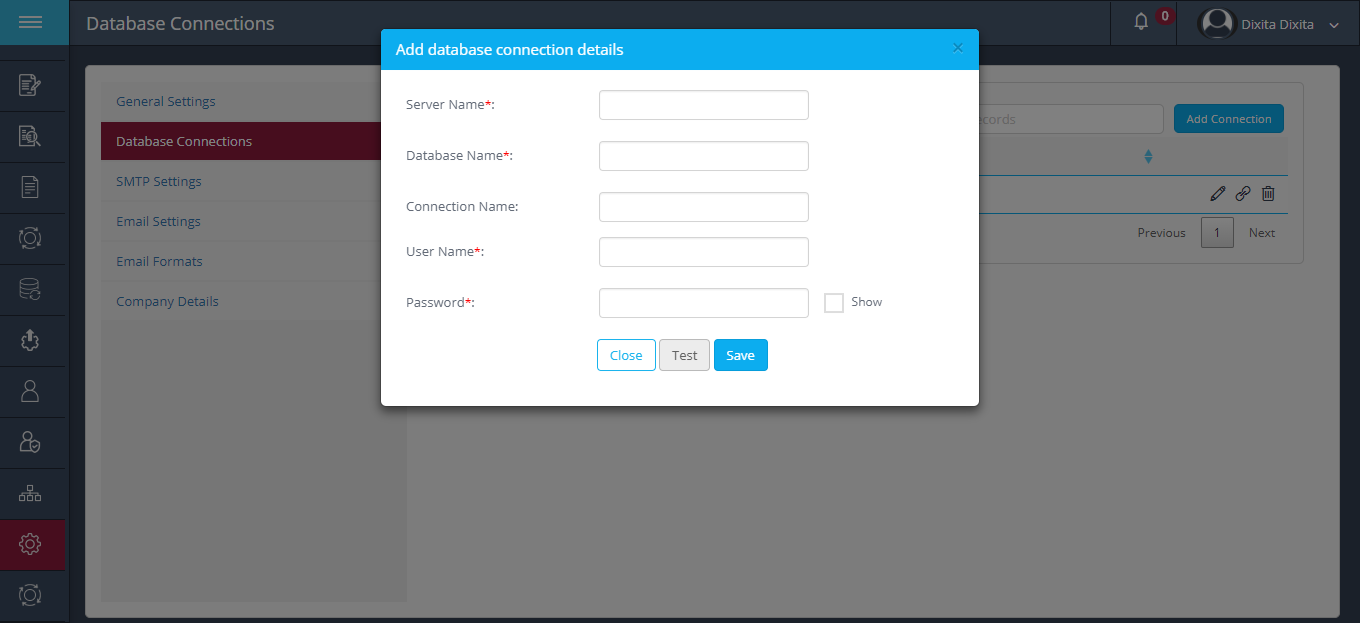 Database Connections
0
Dixita Dixita
Add database connection details
×
General Settings
Database Connections
SMTP Settings
Email Settings
Email Formats
Company Details
Server Name*:
Database Name*:
Connection Name:
User Name*:
Password*:
Show
Close Test Save
Add Connection
Previous 1 Next